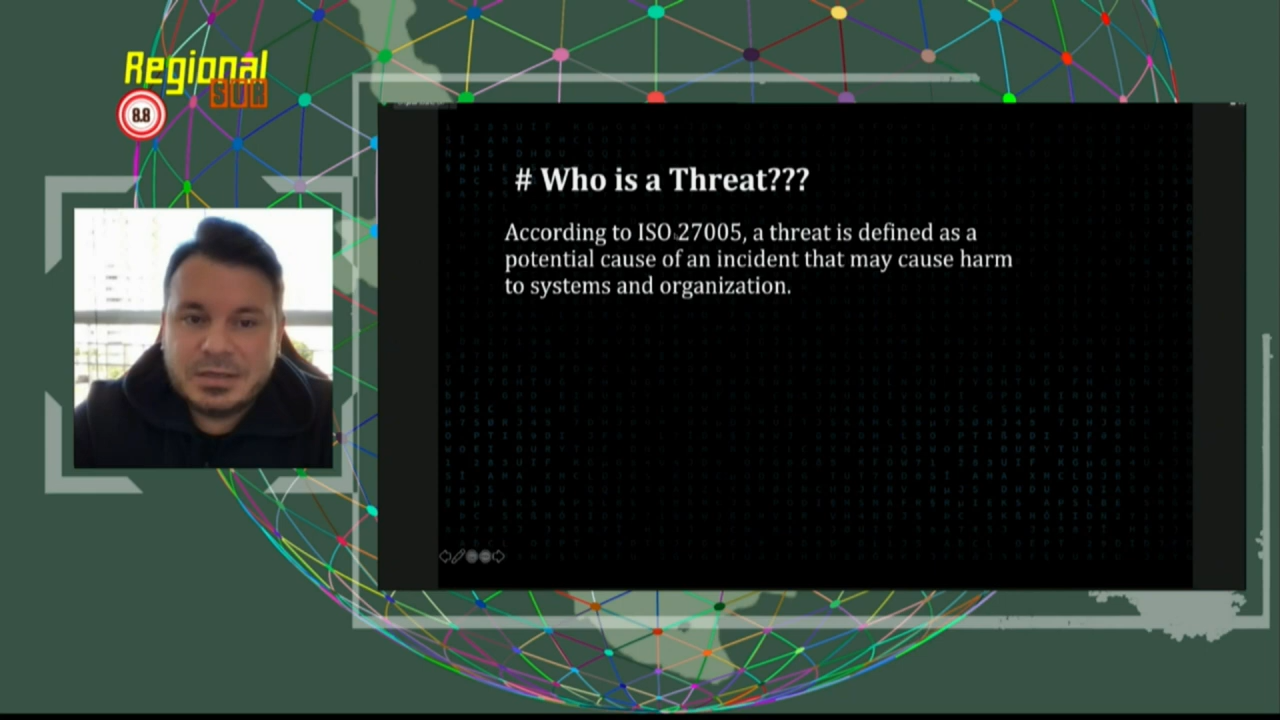 Regional
SUR
8.8
# Who is a Threat???
According to ISO 27005, a threat is defined as a
potential cause of an incident that may cause harm
to systems and organization.